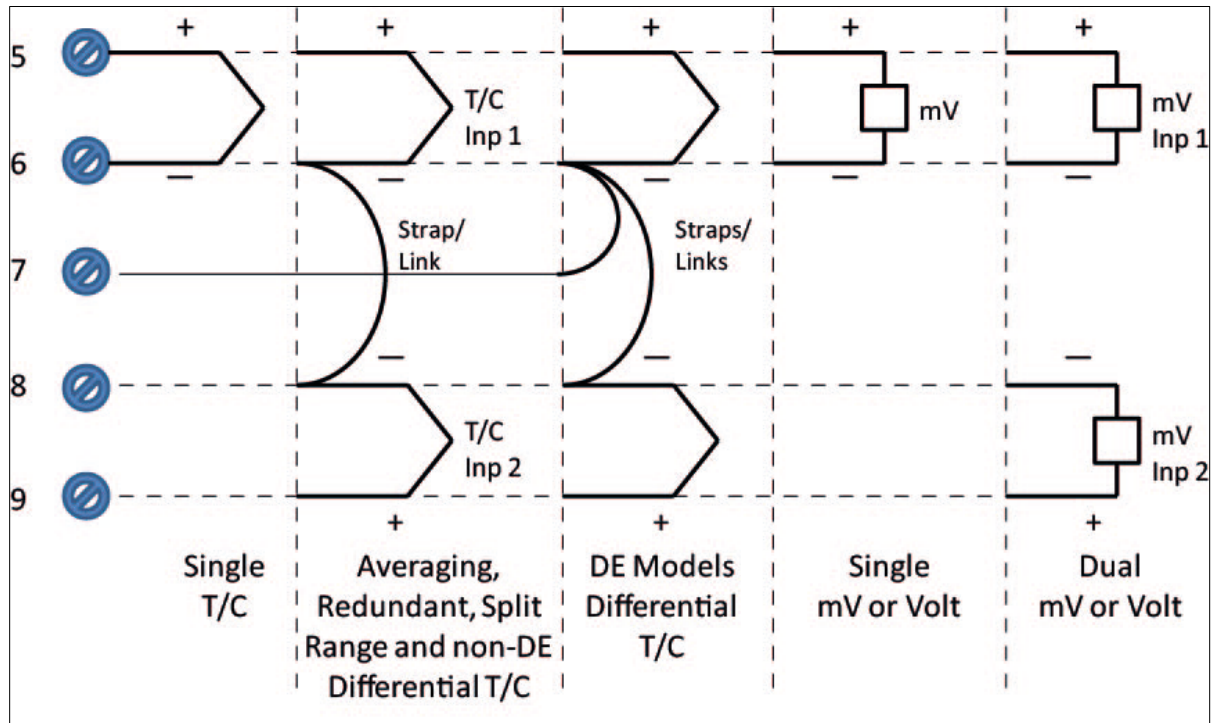 + + + + +
5
T/C
Inp 1
mV
mV
Inp 1
6
— — — — —
Strap/
Link
Straps/
Links
7
— — —
8
T/C
Inp 2
mV
Inp 2
9
+ + +
Single
T/C
Averaging,
Redundant, Split
Range and non-DE
Differential T/C
DE Models
Differential
T/C
Single
mV or Volt
Dual
mV or Volt